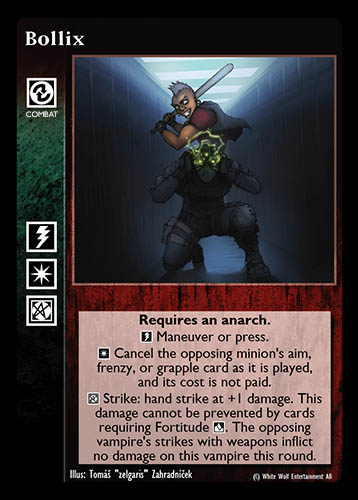 Bollix
COMBAT
Requires an anarch.
Maneuver or press.
Cancel the opposing minion's aim,
frenzy, or grapple card as it is played,
and its cost is not paid.
Strike: hand strike at +1 damage. This
damage cannot be prevented by cards
requiring Fortitude . The opposing
vampire's strikes with weapons inflict
no damage on this vampire this round.
Illus: Tomáš "zelgaris" Zahradníček
(C) White Wolf Entertainment AB